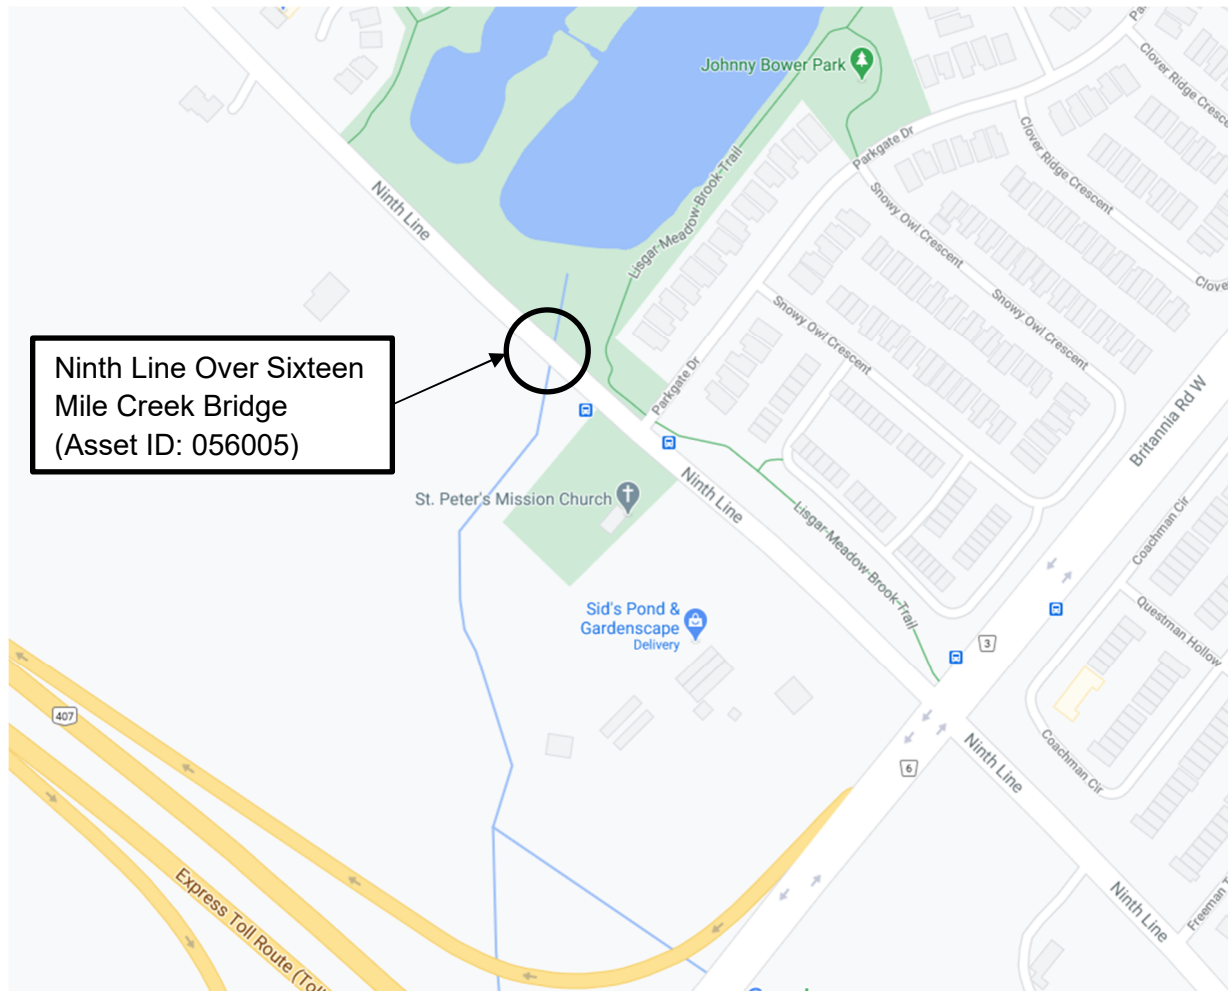 Johnny Bower Park
Clover Ridge Crescent
Parkgate Dr
Clover Ridge Crescent
Ninth Line
Lisgar-Meadow-Brook-Trail
Snowy Owl Crescent
Snowy Owl Crescent
Snowy Owl Crescent
Ninth Line Over Sixteen
Mile Creek Bridge
(Asset ID: 056005)
Parkgate Dr
Britannia Rd W
St. Peter's Mission Church
Ninth Line
Lisgar-Meadow-Brook-Trail
Coachman Cir
Sid's Pond &
Gardenscape
Delivery
Questman Hollow
3
407
6
Ninth Line
Coachman Cir
Express Toll Route (Toll
Ninth Line
Freeman T